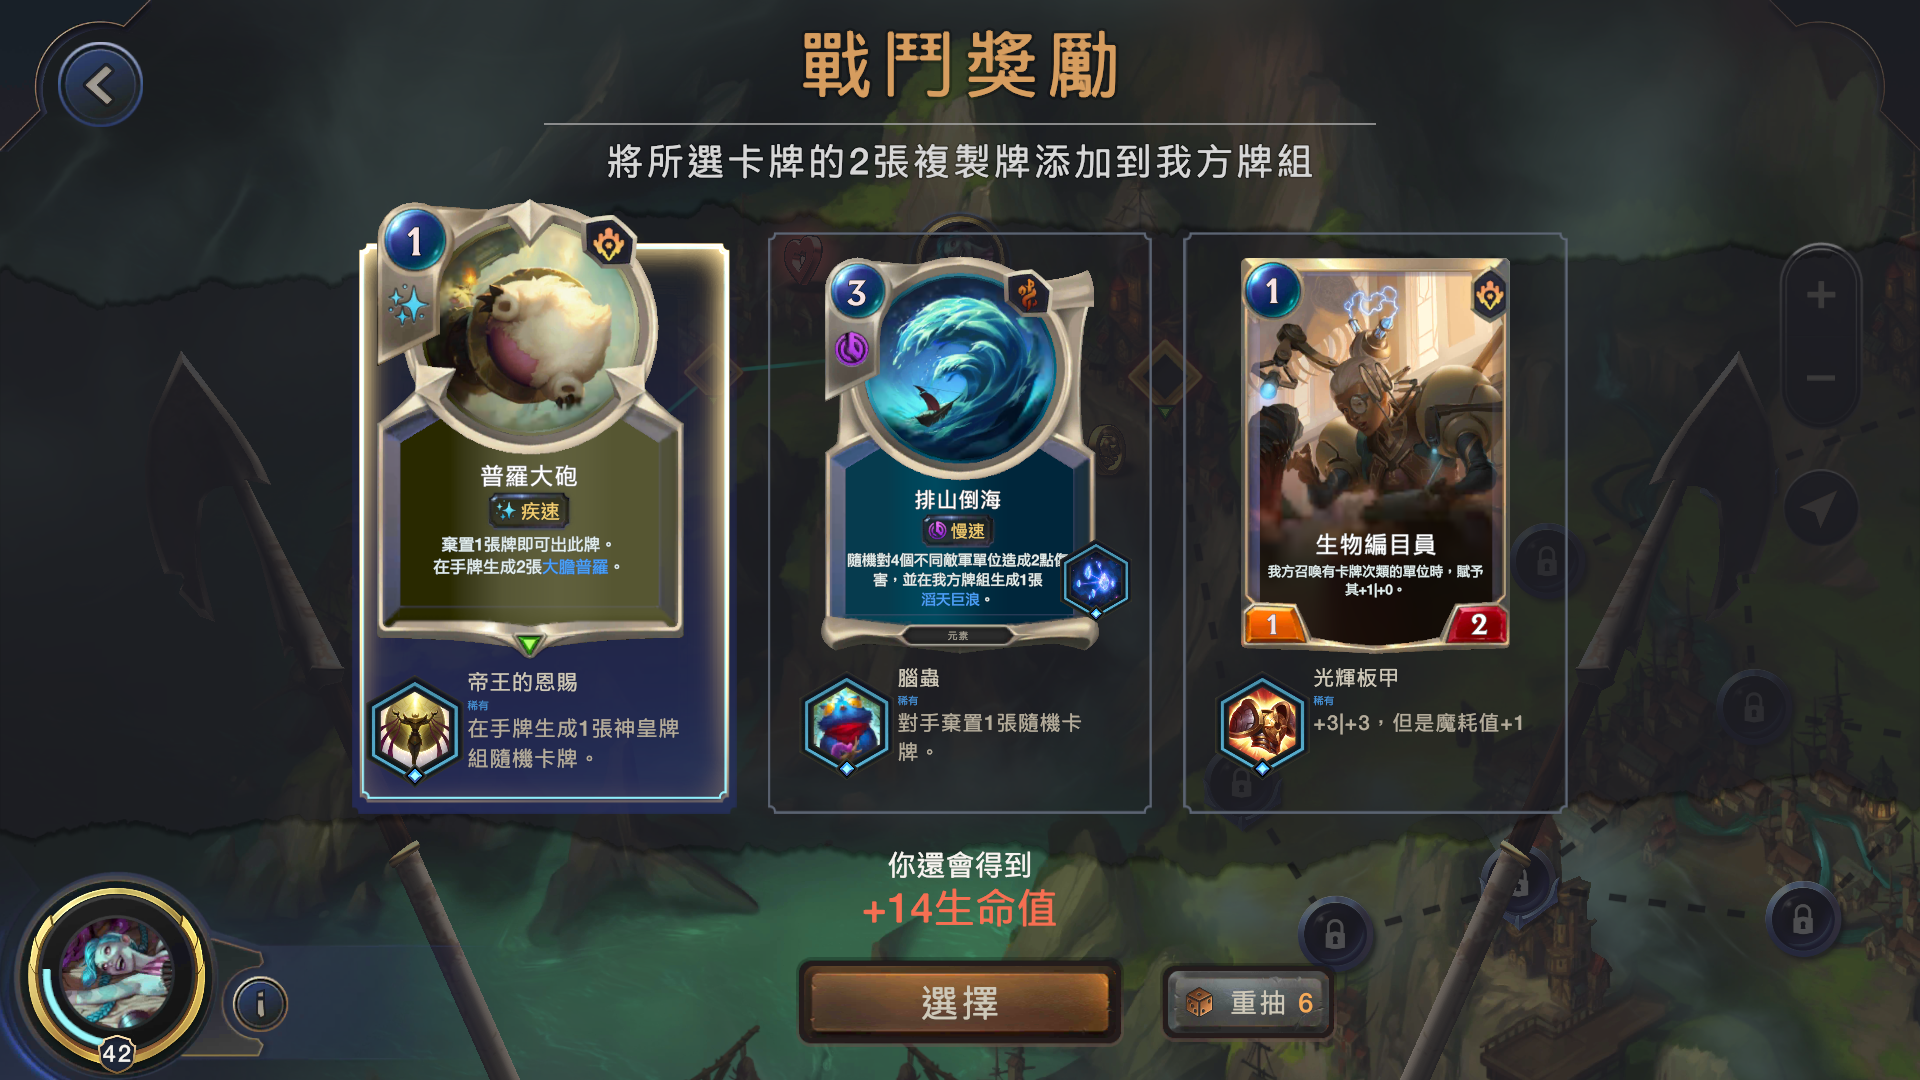 戰鬥獎勵
將所選卡牌的2張複製牌添加到我方牌組
1
普羅大砲
疾速
棄置1張牌即可出此牌。
在手牌生成2張大膽普羅。
帝王的恩賜
稀有
在手牌生成1張神皇牌
組隨機卡牌。
3
排山倒海
慢速
隨機對4個不同敵軍單位造成2點傷
害，並在我方牌組生成1張
滔天巨浪。
元素
腦蟲
稀有
對手棄置1張隨機卡
牌。
1
生物編目員
我方召喚有卡牌次類的單位時，賦予
其+1|+0。
1
2
光輝板甲
稀有
+3|+3，但是魔耗值+1
你還會得到
+14生命值
選擇
重抽 6
42